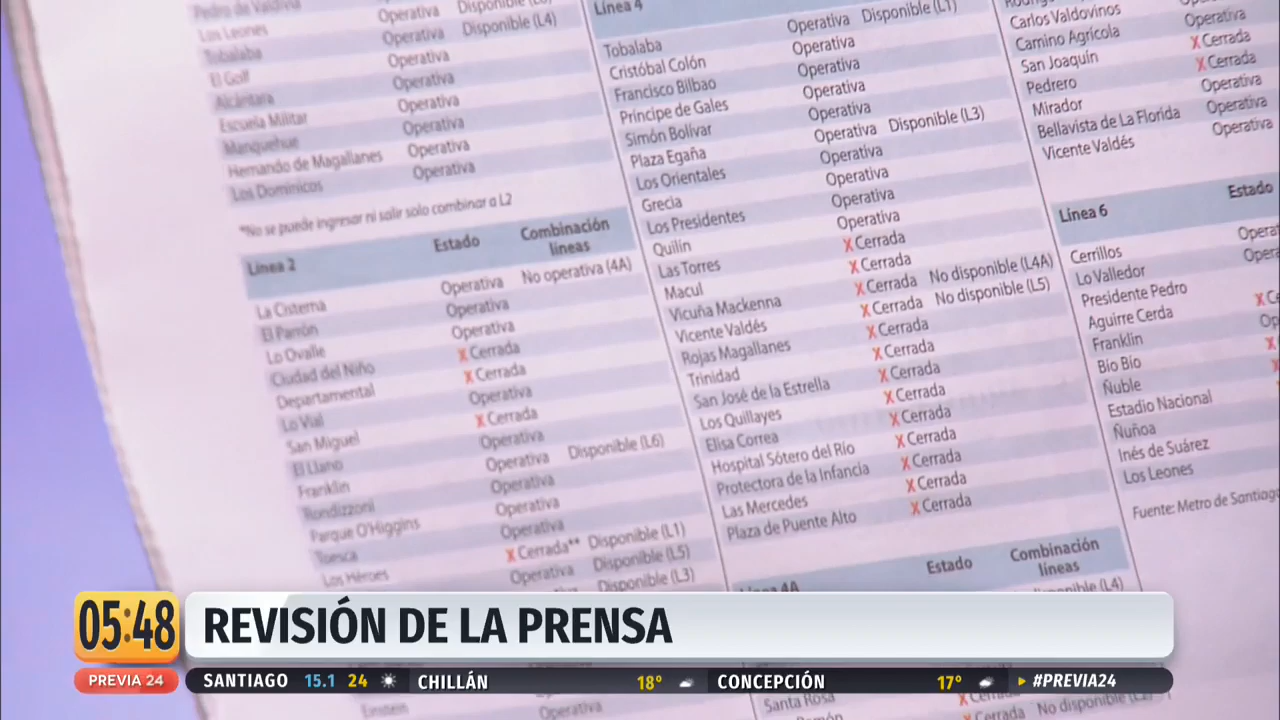 Pedro de Valdivia
Los Leones Operativa Disponible (L6)
Tobalaba Operativa Disponible (L4)
El Golf Operativa
Alcántara Operativa
Escuela Militar Operativa
Manquehue Operativa
Hernando de Magallanes Operativa
Los Dominicos Operativa
*No se puede ingresar ni salir solo combinar a L2
Línea 2 Estado Combinación líneas
La Cisterna Operativa No operativa (4A)
El Parrón Operativa
Lo Ovalle Operativa
Ciudad del Niño X Cerrada
Departamental X Cerrada
Lo Vial Operativa
San Miguel X Cerrada
El Llano Operativa
Franklin Operativa Disponible (L6)
Rondizzoni Operativa
Parque O'Higgins Operativa
Toesca Operativa
Los Héroes X Cerrada** Disponible (L1)
Operativa Disponible (L5)
Disponible (L3)
Einstein Operativa
Línea 4
Tobalaba Operativa Disponible (L1)
Cristóbal Colón Operativa
Francisco Bilbao Operativa
Príncipe de Gales Operativa
Simón Bolívar Operativa
Plaza Egaña Operativa Disponible (L3)
Los Orientales Operativa
Grecia Operativa
Los Presidentes Operativa
Quilín Operativa
Las Torres X Cerrada
Macul X Cerrada
Vicuña Mackenna X Cerrada No disponible (L4A)
Vicente Valdés X Cerrada No disponible (L5)
Rojas Magallanes X Cerrada
Trinidad X Cerrada
San José de la Estrella X Cerrada
Los Quillayes X Cerrada
Elisa Correa X Cerrada
Hospital Sótero del Río X Cerrada
Protectora de la Infancia X Cerrada
Las Mercedes X Cerrada
Plaza de Puente Alto X Cerrada
Línea 4A Estado Combinación líneas
Santa Rosa X Cerrada No disponible
Carlos Valdovinos
Camino Agrícola Operativa
San Joaquín X Cerrada
Pedrero X Cerrada
Mirador Operativa
Bellavista de La Florida Operativa
Vicente Valdés Operativa
Línea 6 Estado
Cerrillos
Lo Valledor
Presidente Pedro
Aguirre Cerda X
Franklin
Bio Bio X
Ñuble X
Estadio Nacional
Ñuñoa
Inés de Suárez
Los Leones
Fuente: Metro de Santiago
05:48 REVISIÓN DE LA PRENSA
PREVIA 24 SANTIAGO 15.1 24 CHILLÁN 18° CONCEPCIÓN 17° #PREVIA24